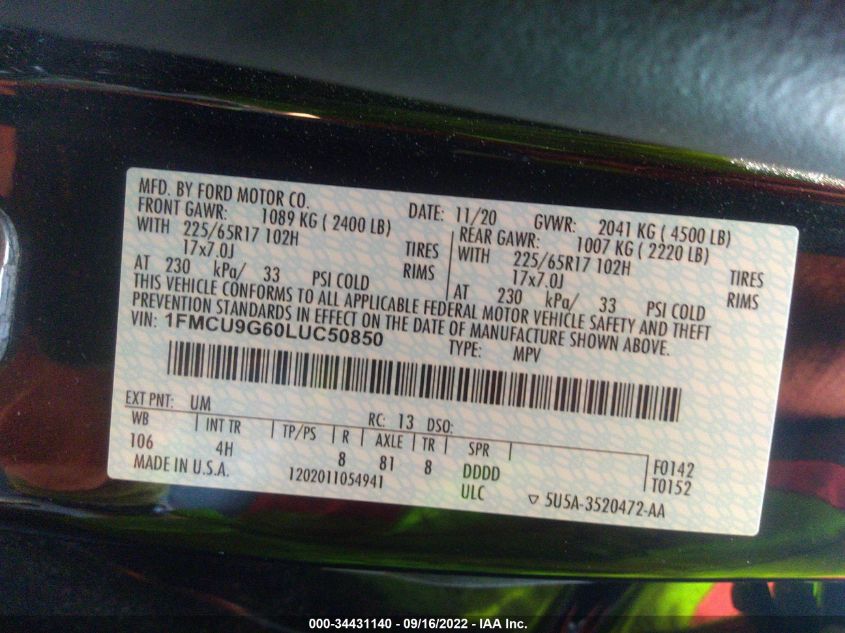 MFD. BY FORD MOTOR CO. DATE: 11/20 GVWR: 2041 KG ( 4500 LB)
FRONT GAWR: 1089 KG ( 2400 LB) REAR GAWR: 1007 KG ( 2220 LB)
WITH 225/65R17 102H TIRES WITH 225/65R17 102H TIRES
17x7.0J RIMS 17x7.0J RIMS
AT 230 kPa/ 33 PSI COLD AT 230 kPa/ 33 PSI COLD
THIS VEHICLE CONFORMS TO ALL APPLICABLE FEDERAL MOTOR VEHICLE SAFETY AND THEFT
PREVENTION STANDARDS IN EFFECT ON THE DATE OF MANUFACTURE SHOWN ABOVE.
VIN: 1FMCU9G60LUC50850 TYPE: MPV
EXT PNT: UM RC: 13 DSO:
WB INT TR TP/PS R AXLE TR SPR
106 4H 8 81 8 DDDD F0142
MADE IN U.S.A. 1202011054941 ULC T0152
▽ 5U5A-3520472-AA
000-34431140 - 09/16/2022 - IAA Inc.